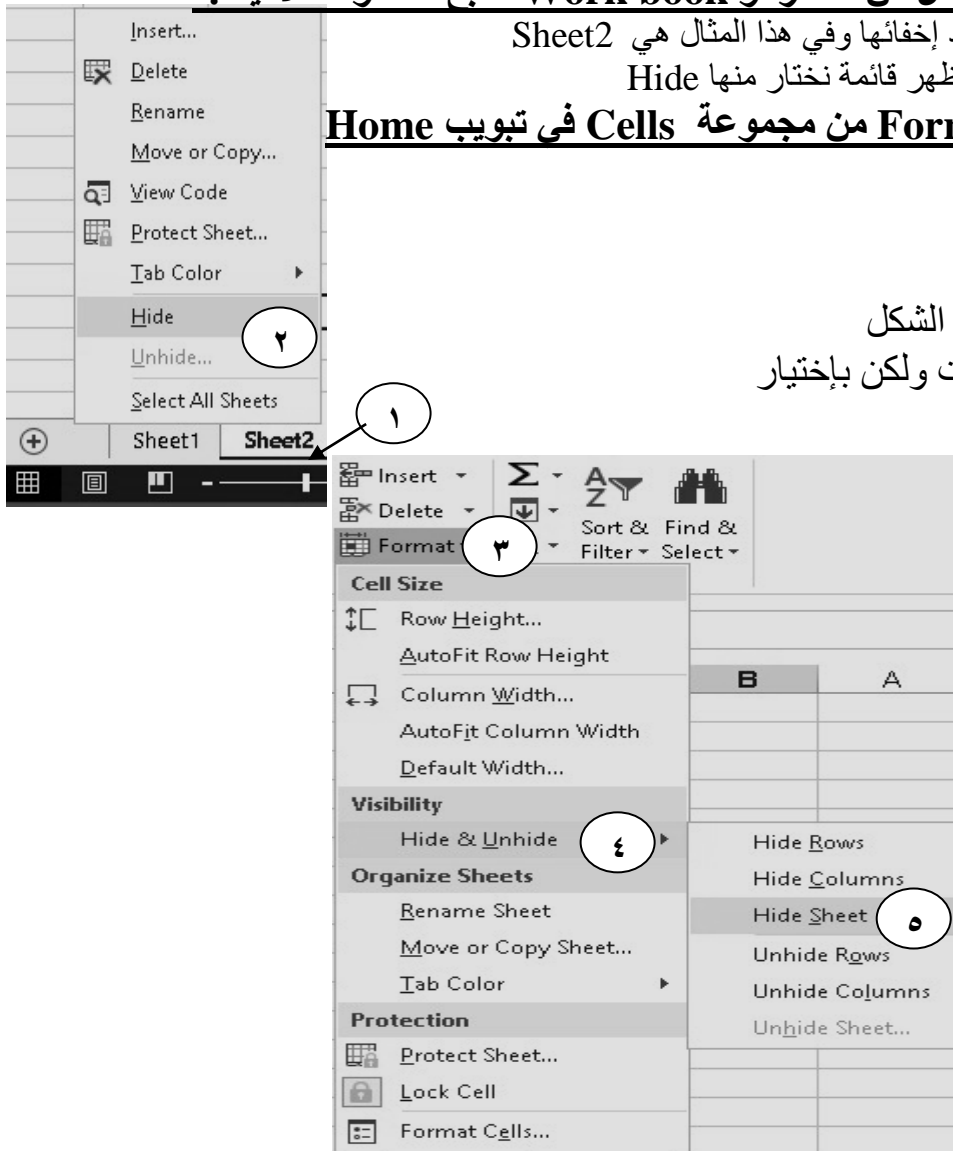 Work book
إخفائها وفي هذا المثال هي Sheet2
ظهر قائمة نختار منها Hide
من مجموعة Cells في تبويب Home
الشكل
ولكن بإختيار
Insert...
Delete
Rename
Move or Copy...
View Code
Protect Sheet...
Tab Color
Hide
٢
Unhide...
Select All Sheets
Sheet1 Sheet2
١
Insert
Delete
Format
٣
Sort & Filter
Find & Select
Cell Size
Row Height...
AutoFit Row Height
Column Width...
AutoFit Column Width
Default Width...
Visibility
Hide & Unhide
٤
Organize Sheets
Rename Sheet
Move or Copy Sheet...
Tab Color
Protection
Protect Sheet...
Lock Cell
Format Cells...
B A
Hide Rows
Hide Columns
Hide Sheet
٥
Unhide Rows
Unhide Columns
Unhide Sheet...